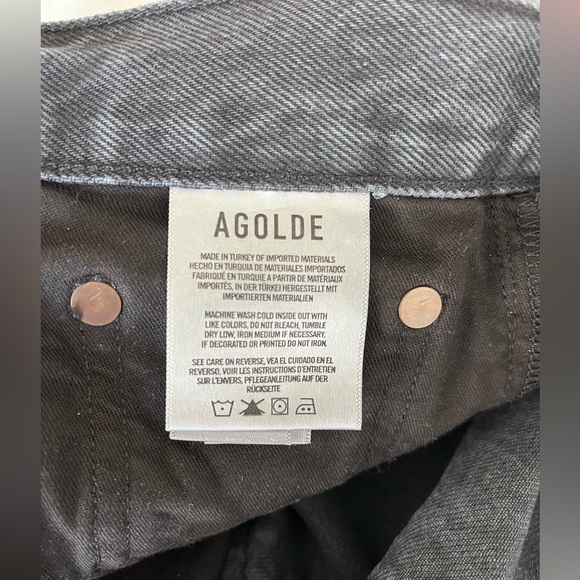 AGOLDE
MADE IN TURKEY OF IMPORTED MATERIALS
HECHO EN TURQUIA DE MATERIALES IMPORTADOS
FABRIQUÉ EN TURQUIE A PARTIR DE MATÉRIAUX
IMPORTÉS, IN DER TÜRKEI HERGESTELLT MIT
IMPORTIERTEN MATERIALIEN
MACHINE WASH COLD INSIDE OUT WITH
LIKE COLORS, DO NOT BLEACH, TUMBLE
DRY LOW, IRON MEDIUM IF NECESSARY,
IF DECORATED OR PRINTED DO NOT IRON.
SEE CARE ON REVERSE, VEA EL CUIDADO EN EL
REVERSO, VOIR LES INSTRUCTIONS D'ENTRETIEN
SUR L'ENVERS, PFLEGEANLEITUNG AUF DER
RÜCKSEITE